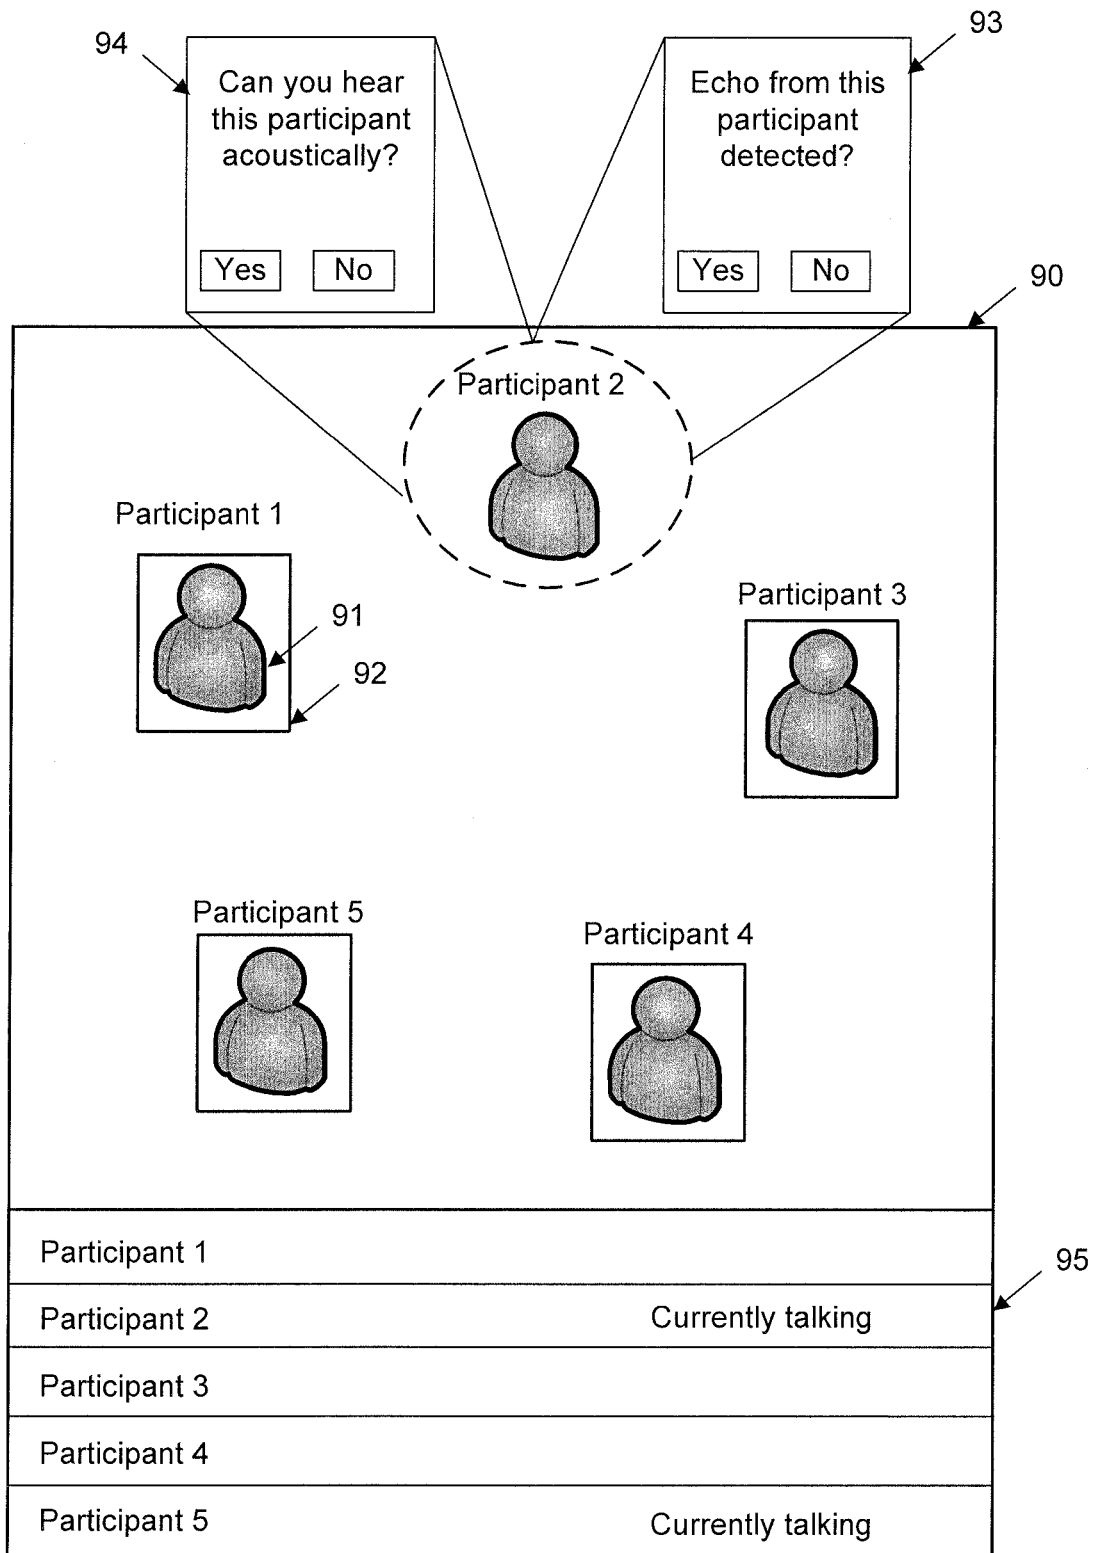 94
Can you hear
this participant
acoustically?
Yes No
93
Echo from this
participant
detected?
Yes No
90
Participant 2
Participant 1
91
92
Participant 3
Participant 5
Participant 4
Participant 1
95
Participant 2 Currently talking
Participant 3
Participant 4
Participant 5 Currently talking